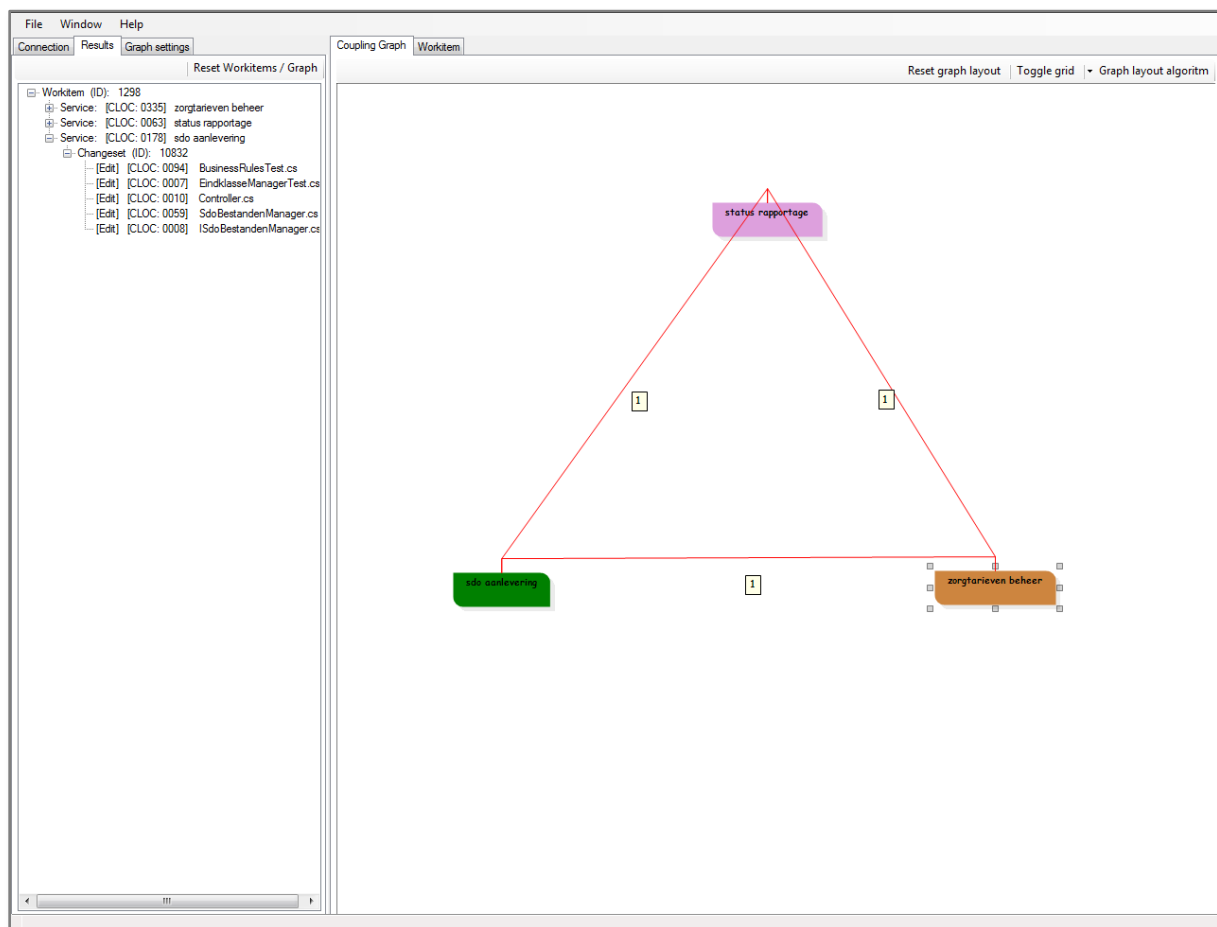 File Window Help
Connection Results Graph settings
Coupling Graph Workitem
Reset Workitems / Graph
Reset graph layout Toggle grid Graph layout algoritm
Workitem (ID): 1298
Service: [CLOC: 0335] zorgtarieven beheer
Service: [CLOC: 0063] status rapportage
Service: [CLOC: 0178] sdo aanlevering
Changeset (ID): 10832
[Edit] [CLOC: 0094] BusinessRulesTest.cs
[Edit] [CLOC: 0007] EindklasseManagerTest.cs
[Edit] [CLOC: 0010] Controller.cs
[Edit] [CLOC: 0059] SdoBestandenManager.cs
[Edit] [CLOC: 0008] ISdoBestandenManager.cs
status rapportage
1
1
sdo aanlevering
1
zorgtarieven beheer